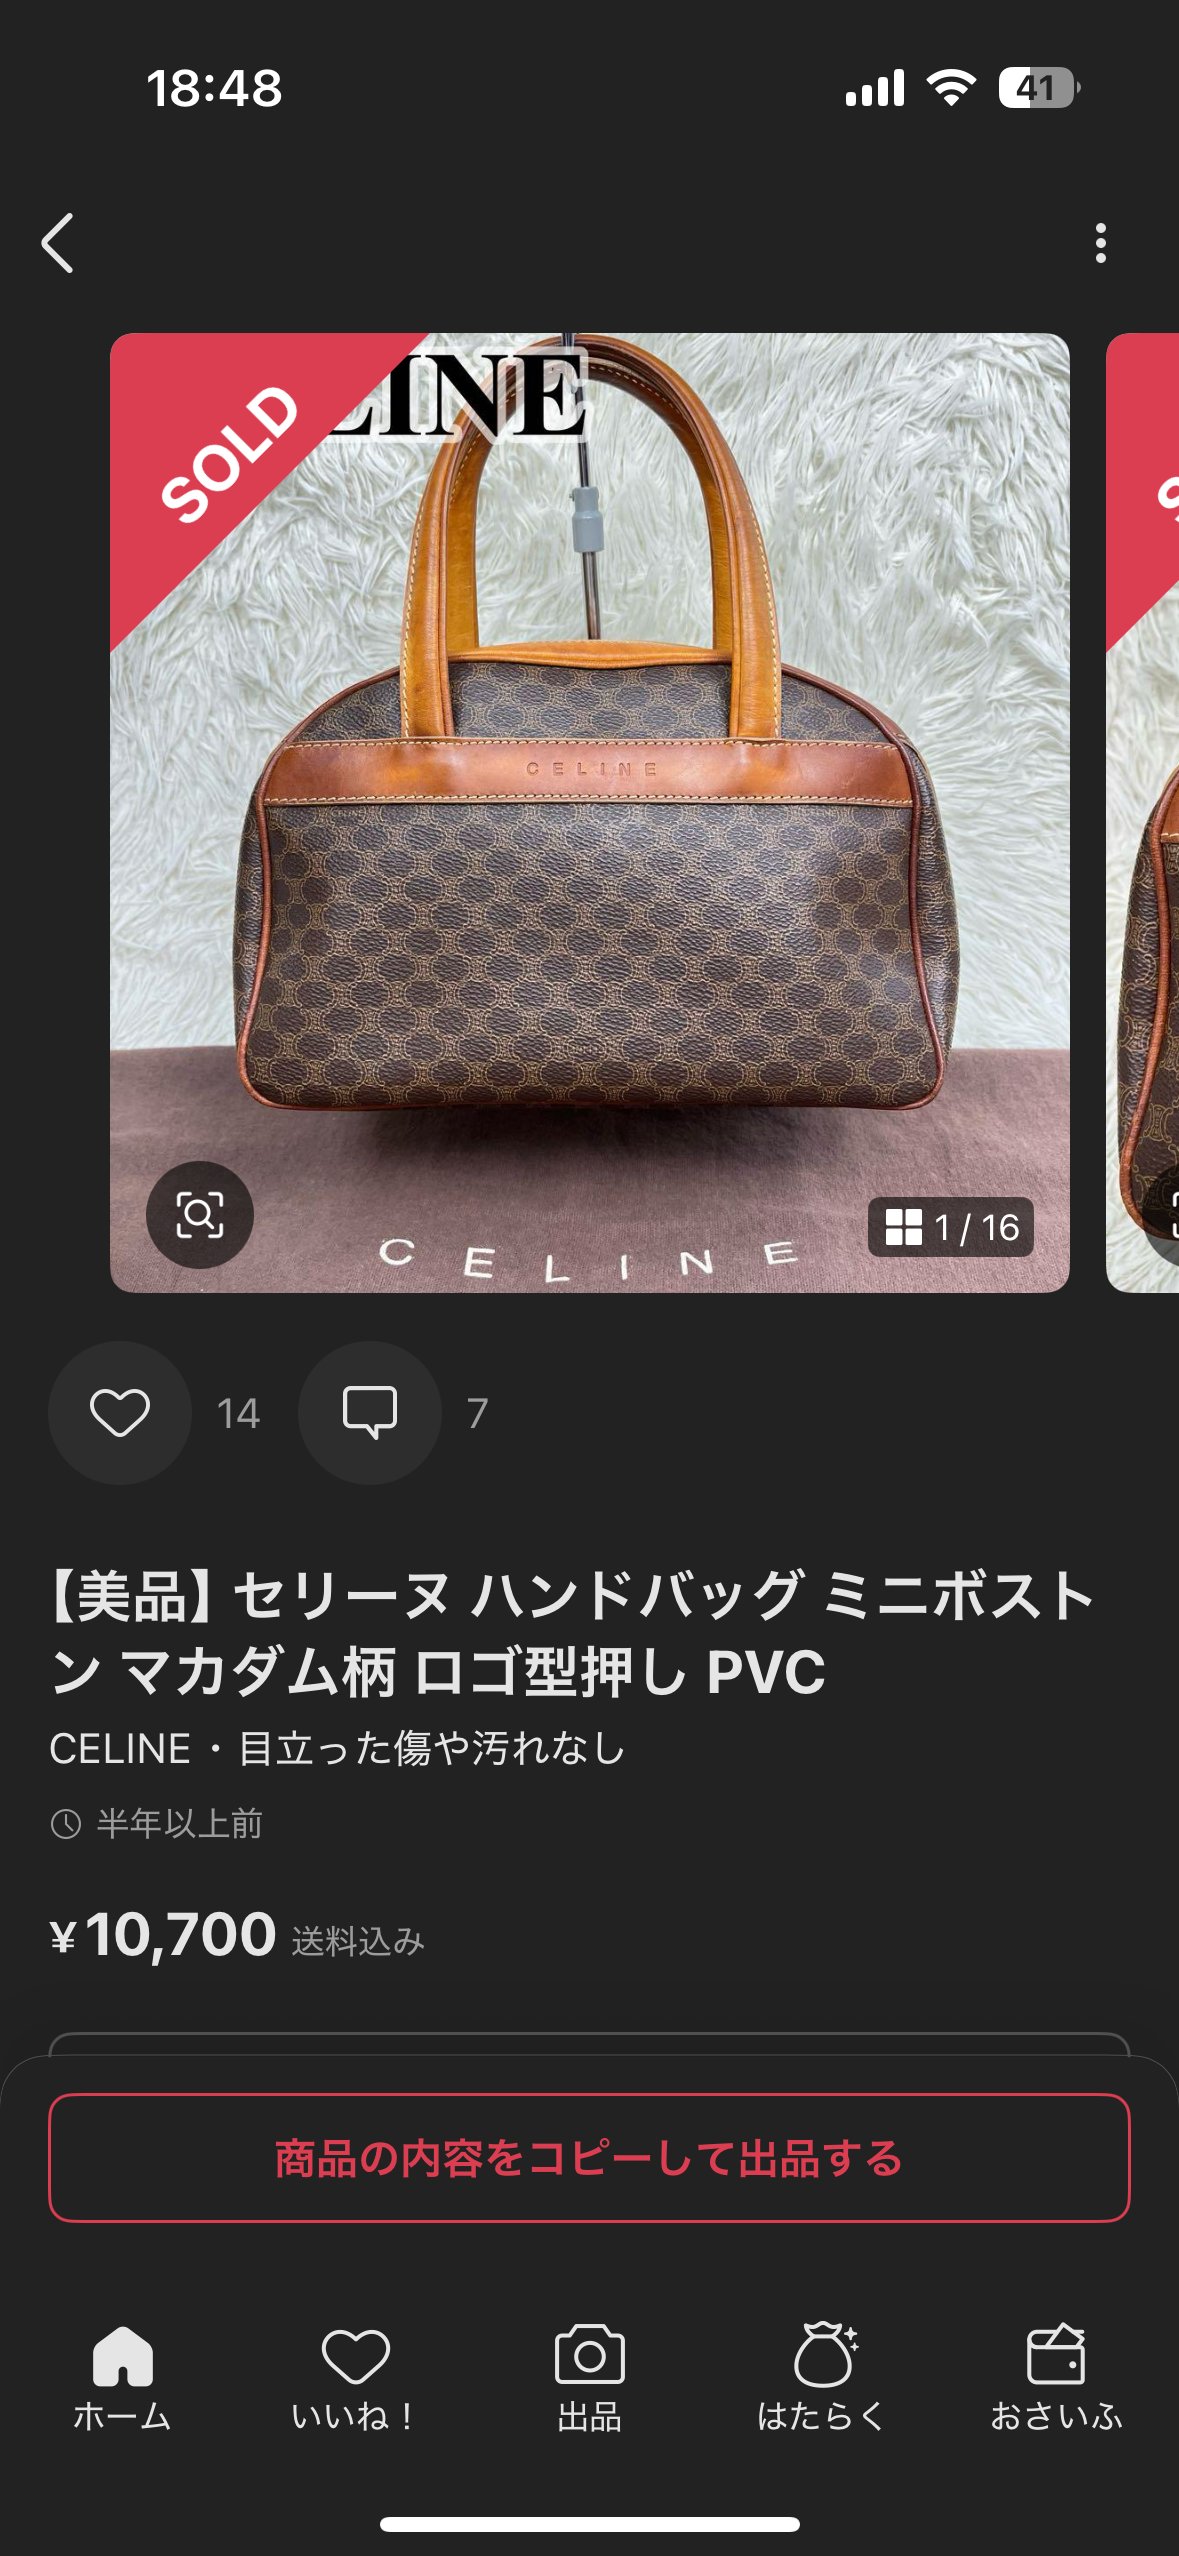 18:48
41
SOLD
LINE
CELINE
CELINE
1 / 16
14
7
【美品】 セリーヌ ハンドバッグ ミニボスト
ン マカダム柄 ロゴ型押し PVC
CELINE・目立った傷や汚れなし
半年以上前
¥10,700 送料込み
商品の内容をコピーして出品する
ホーム
いいね！
出品
はたらく
おさいふ